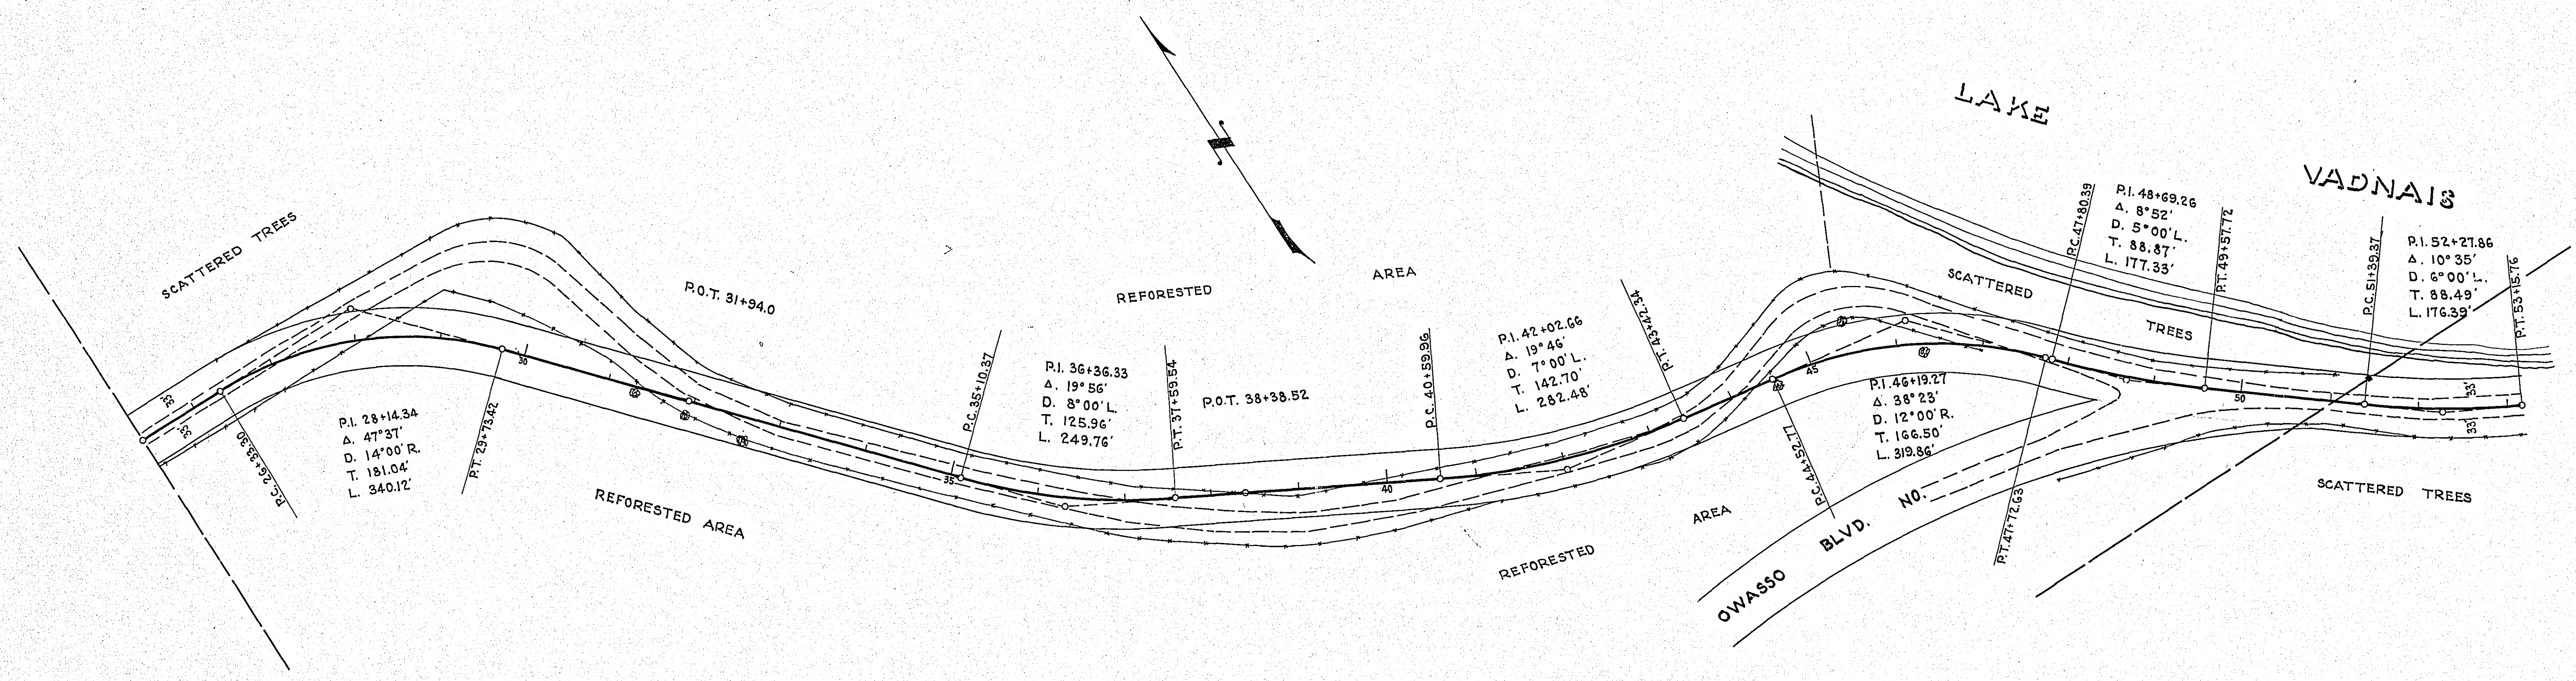 LAKE
VADNAIS
SCATTERED TREES
33'
33'
P.C. 26+33.30
P.I. 28+14.34
Δ. 47°37'
D. 14°00' R.
T. 181.04'
L. 340.12'
P.T. 29+73.42
30
P.O.T. 31+94.0
REFORESTED AREA
35
P.C. 35+10.37
P.I. 36+36.33
Δ. 19°56'
D. 8°00' L.
T. 125.96'
L. 249.76'
P.T. 37+59.54
P.O.T. 38+38.52
REFORESTED AREA
40
P.C. 40+59.96
P.I. 42+02.66
Δ. 19°46'
D. 7°00' L.
T. 142.70'
L. 282.48'
P.T. 43+42.34
REFORESTED AREA
P.C. 44+52.77
45
P.I. 46+19.27
Δ. 38°23'
D. 12°00' R.
T. 166.50'
L. 319.86'
P.T. 47+72.63
OWASSO BLVD. NO.
SCATTERED TREES
P.C. 47+80.39
P.I. 48+69.26
Δ. 8°52'
D. 5°00' L.
T. 88.87'
L. 177.33'
P.T. 49+57.72
50
P.C. 51+39.37
P.I. 52+27.86
Δ. 10°35'
D. 6°00' L.
T. 88.49'
L. 176.39'
P.T. 53+15.76
33'
33'
SCATTERED TREES